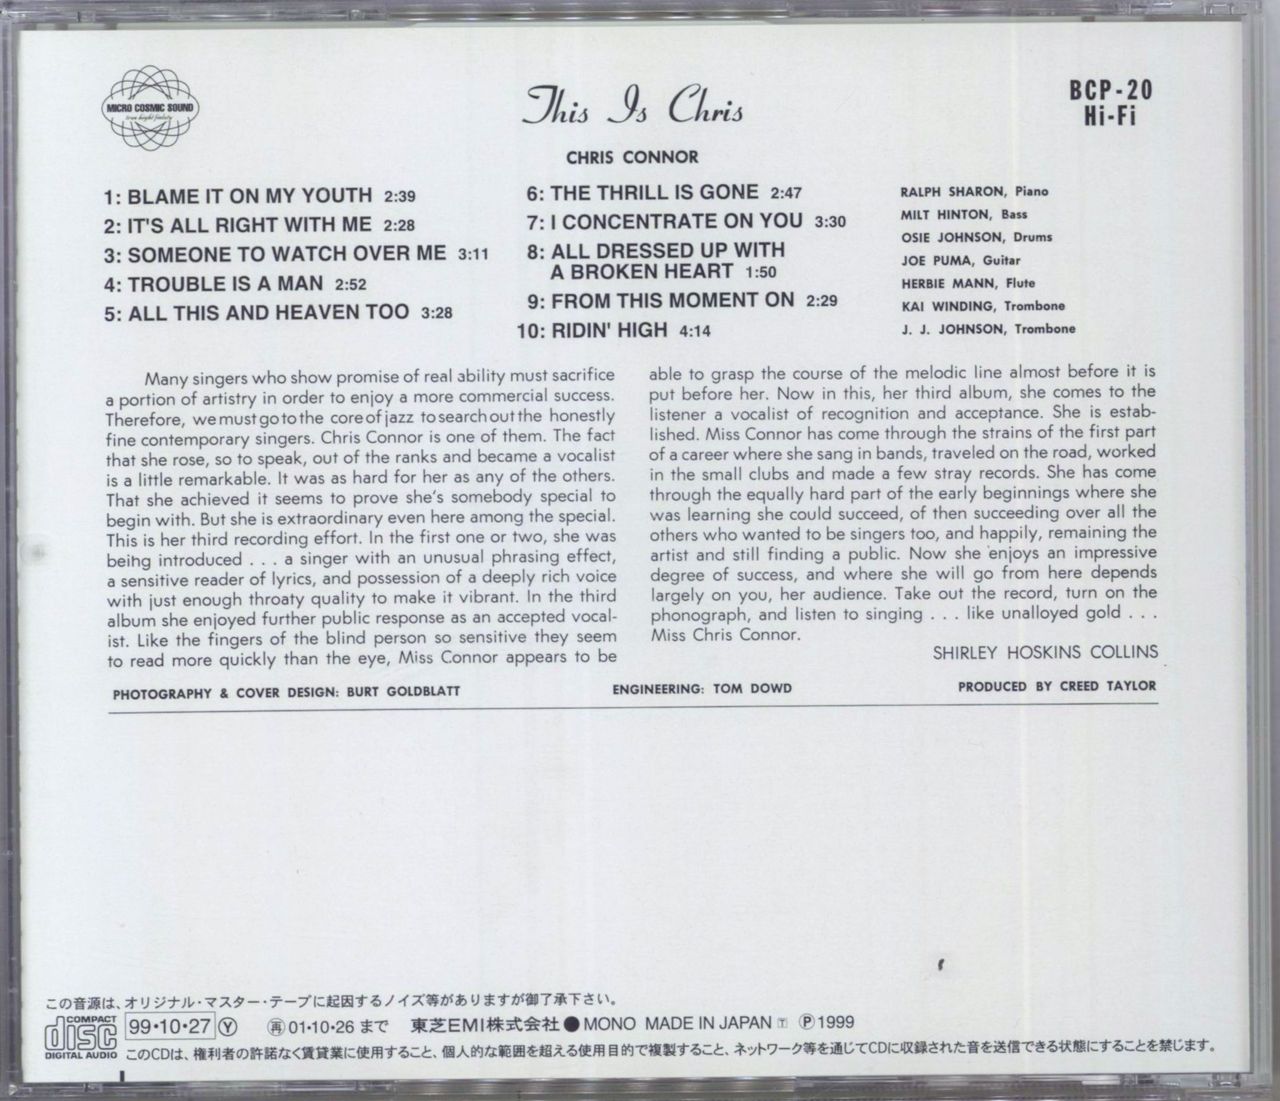 MICRO COSMIC SOUND
true height fidelity
This Is Chris
BCP-20
Hi-Fi
CHRIS CONNOR
1: BLAME IT ON MY YOUTH 2:39
2: IT'S ALL RIGHT WITH ME 2:28
3: SOMEONE TO WATCH OVER ME 3:11
4: TROUBLE IS A MAN 2:52
5: ALL THIS AND HEAVEN TOO 3:28
6: THE THRILL IS GONE 2:47
7: I CONCENTRATE ON YOU 3:30
8: ALL DRESSED UP WITH
A BROKEN HEART 1:50
9: FROM THIS MOMENT ON 2:29
10: RIDIN' HIGH 4:14
RALPH SHARON, Piano
MILT HINTON, Bass
OSIE JOHNSON, Drums
JOE PUMA, Guitar
HERBIE MANN, Flute
KAI WINDING, Trombone
J. J. JOHNSON, Trombone
Many singers who show promise of real ability must sacrifice
a portion of artistry in order to enjoy a more commercial success.
Therefore, we must go to the core of jazz to search out the honestly
fine contemporary singers. Chris Connor is one of them. The fact
that she rose, so to speak, out of the ranks and became a vocalist
is a little remarkable. It was as hard for her as any of the others.
That she achieved it seems to prove she's somebody special to
begin with. But she is extraordinary even here among the special.
This is her third recording effort. In the first one or two, she was
being introduced . . . a singer with an unusual phrasing effect,
a sensitive reader of lyrics, and possession of a deeply rich voice
with just enough throaty quality to make it vibrant. In the third
album she enjoyed further public response as an accepted vocal-
ist. Like the fingers of the blind person so sensitive they seem
to read more quickly than the eye, Miss Connor appears to be
able to grasp the course of the melodic line almost before it is
put before her. Now in this, her third album, she comes to the
listener a vocalist of recognition and acceptance. She is estab-
lished. Miss Connor has come through the strains of the first part
of a career where she sang in bands, traveled on the road, worked
in the small clubs and made a few stray records. She has come
through the equally hard part of the early beginnings where she
was learning she could succeed, of then succeeding over all the
others who wanted to be singers too, and happily, remaining the
artist and still finding a public. Now she enjoys an impressive
degree of success, and where she will go from here depends
largely on you, her audience. Take out the record, turn on the
phonograph, and listen to singing . . . like unalloyed gold . . .
Miss Chris Connor.
SHIRLEY HOSKINS COLLINS
PHOTOGRAPHY & COVER DESIGN: BURT GOLDBLATT
ENGINEERING: TOM DOWD
PRODUCED BY CREED TAYLOR
この音源は、オリジナル・マスター・テープに起因するノイズ等がありますが御了承下さい。
COMPACT disc DIGITAL AUDIO
99・10・27 Ⓨ ㊢01・10・26 まで 東芝EMI株式会社●MONO MADE IN JAPAN 🅃 Ⓟ 1999
このCDは、権利者の許諾なく賃貸業に使用すること、個人的な範囲を超える使用目的で複製すること、ネットワーク等を通じてCDに収録された音を送信できる状態にすることを禁じます。